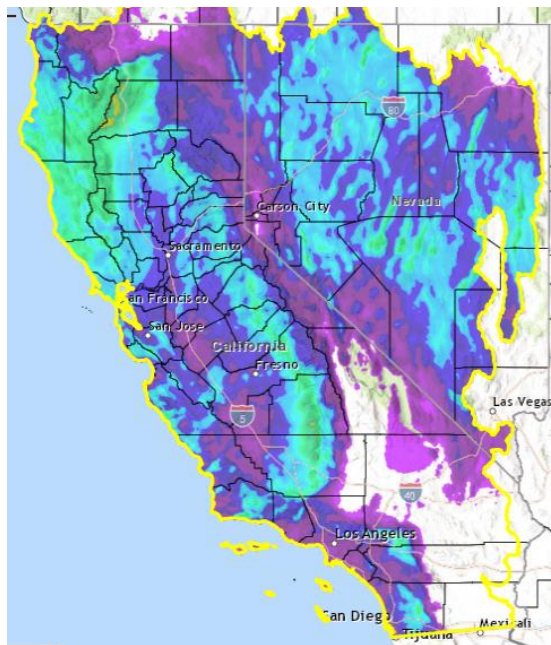 80
Carson City
Nevada
Sacramento
an Francisco
San Jose
California
Fresno
5
Las Vegas
40
Los Angeles
San Diego
Mexicali
Tijuana